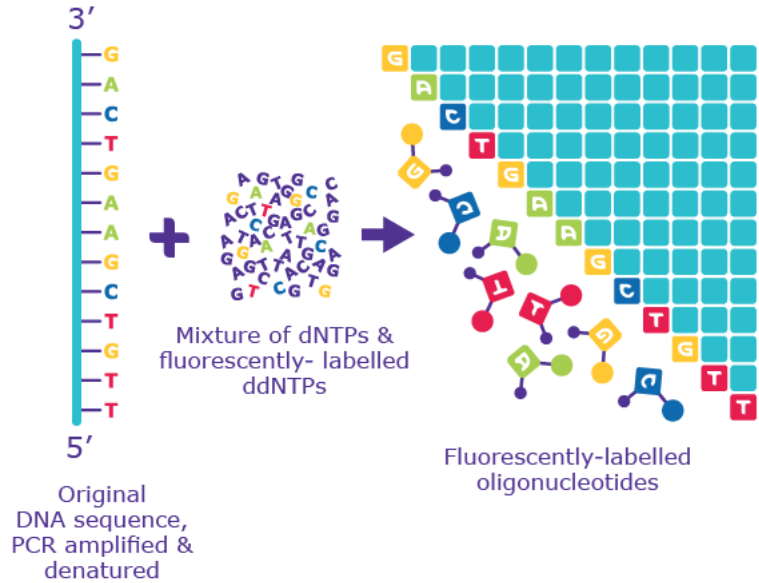 3′
G
A
C
T
G
A
A
G
C
T
G
T
T
5′
Original
DNA sequence,
PCR amplified &
denatured
Mixture of dNTPs &
fluorescently- labelled
ddNTPs
G
A
C
T
G
A
A
G
C
T
G
T
T
G
C
A
T
T
G
A
C
Fluorescently-labelled
oligonucleotides